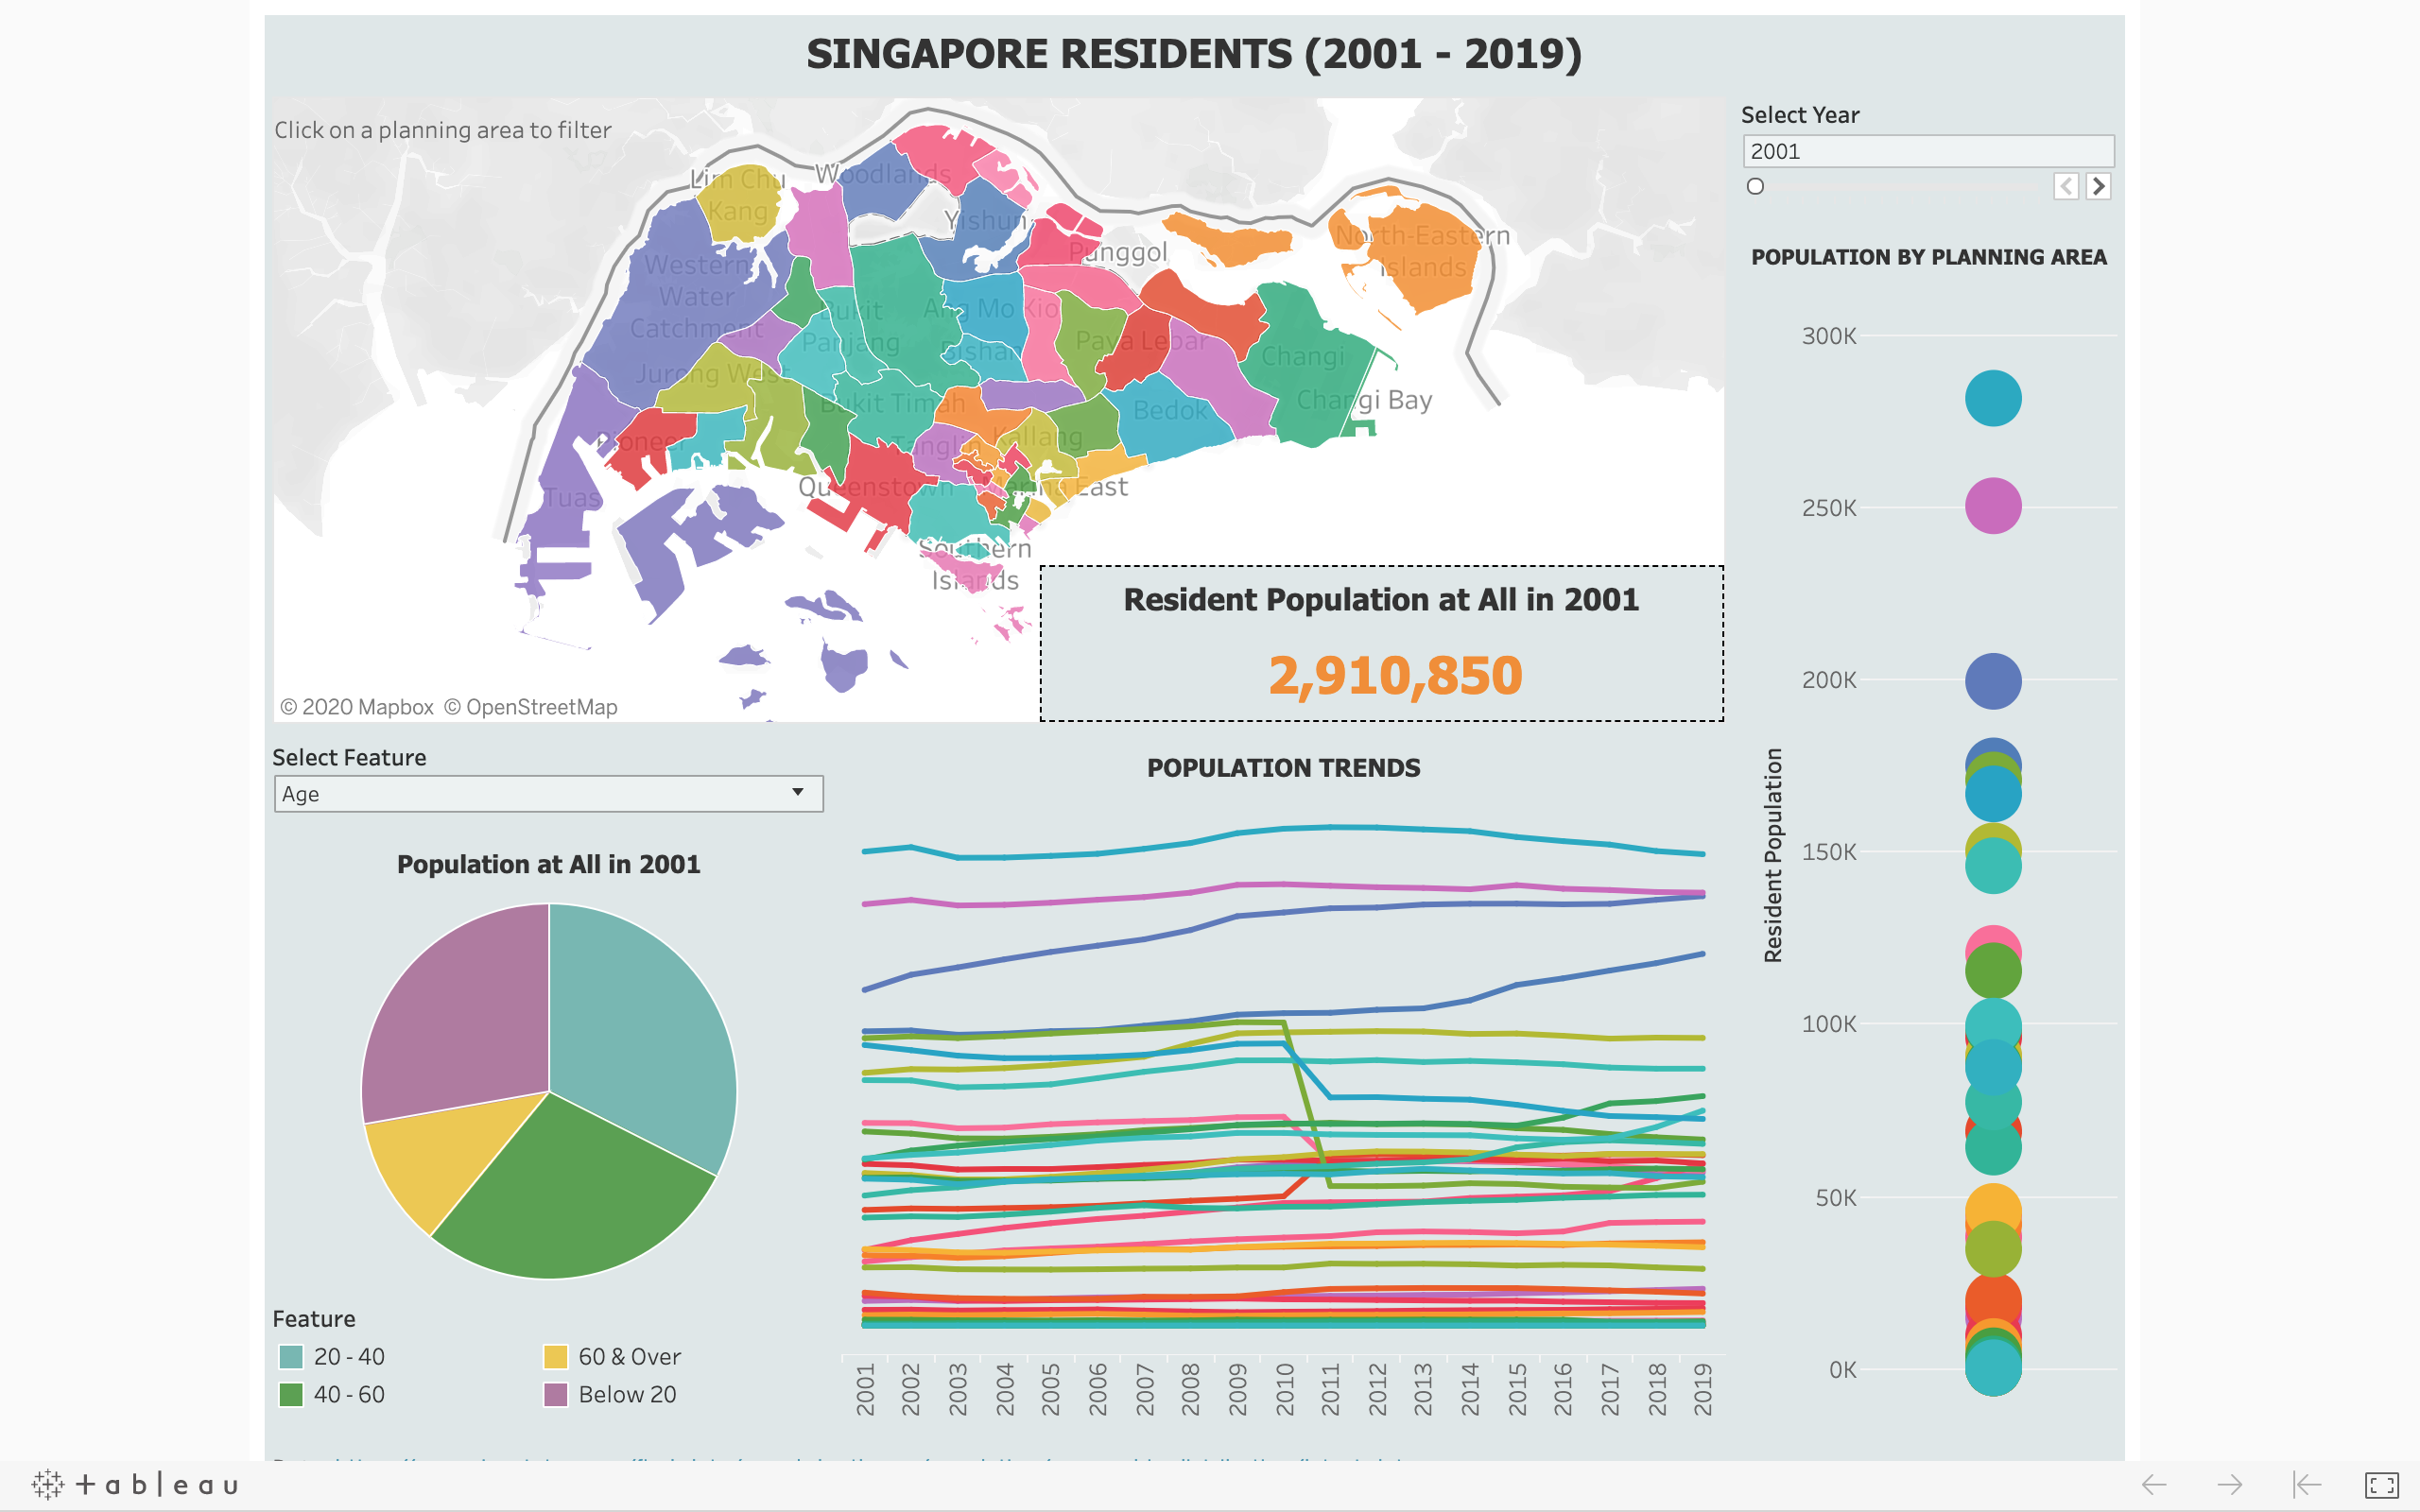 SINGAPORE RESIDENTS (2001 - 2019)
Click on a planning area to filter
Lim Chu
Kang
Woodlands
Yishun
Punggol
North-Eastern
Islands
Western
Water
Catchment
Bukit
Panjang
Ang Mo Kio
Bishan
Paya Lebar
Changi
Changi Bay
Jurong West
Bukit Timah
Bedok
Pioneer
Tanglin
Kallang
Tuas
Queenstown
Marina East
Southern
Islands
© 2020 Mapbox © OpenStreetMap
Resident Population at All in 2001
2,910,850
Select Year
2001
POPULATION BY PLANNING AREA
300K
250K
200K
150K
100K
50K
0K
Resident Population
Select Feature
Age
Population at All in 2001
Feature
20 - 40
60 & Over
40 - 60
Below 20
POPULATION TRENDS
2001
2002
2003
2004
2005
2006
2007
2008
2009
2010
2011
2012
2013
2014
2015
2016
2017
2018
2019
+ableau